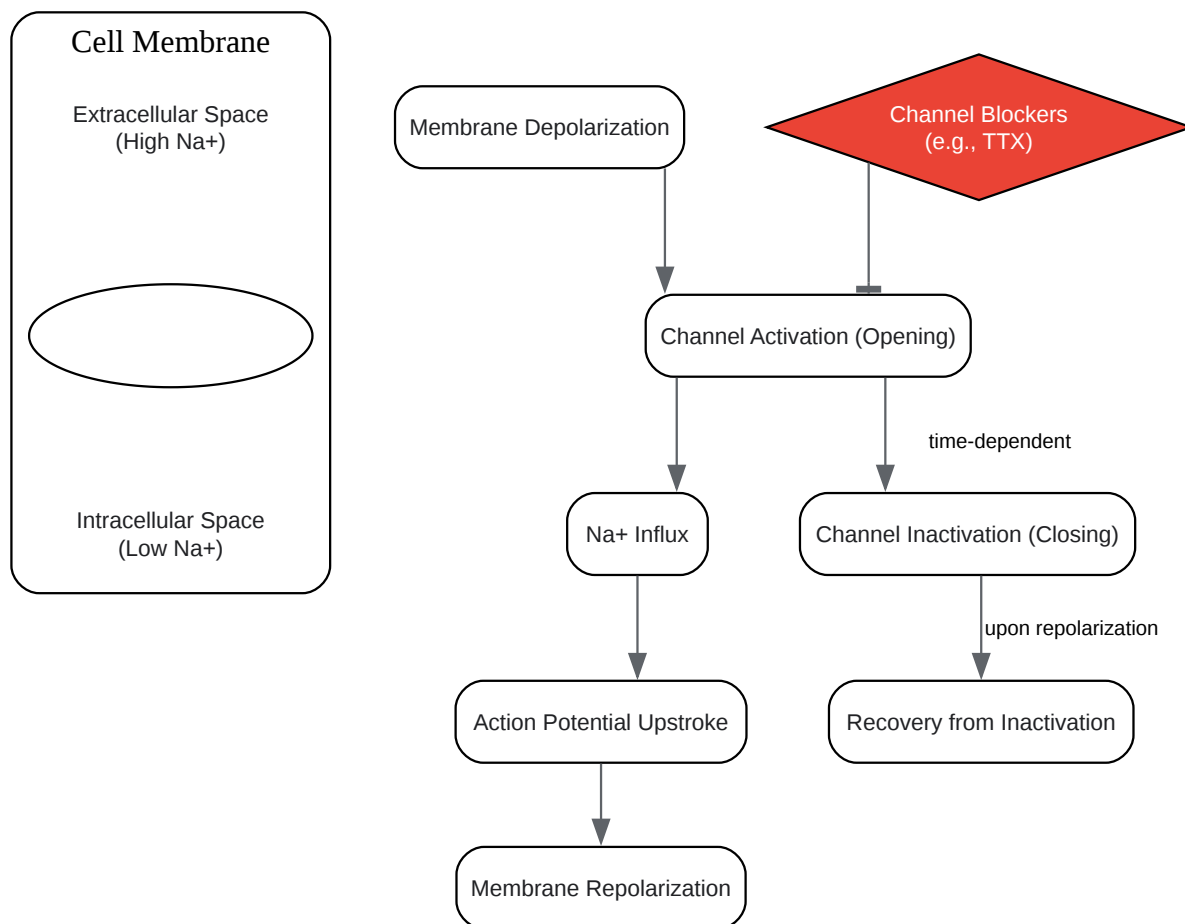 Cell Membrane
Extracellular Space
(High Na+)
Intracellular Space
(Low Na+)
Membrane Depolarization
Channel Blockers
(e.g., TTX)
Channel Activation (Opening)
time-dependent
Na+ Influx
Channel Inactivation (Closing)
upon repolarization
Action Potential Upstroke
Recovery from Inactivation
Membrane Repolarization